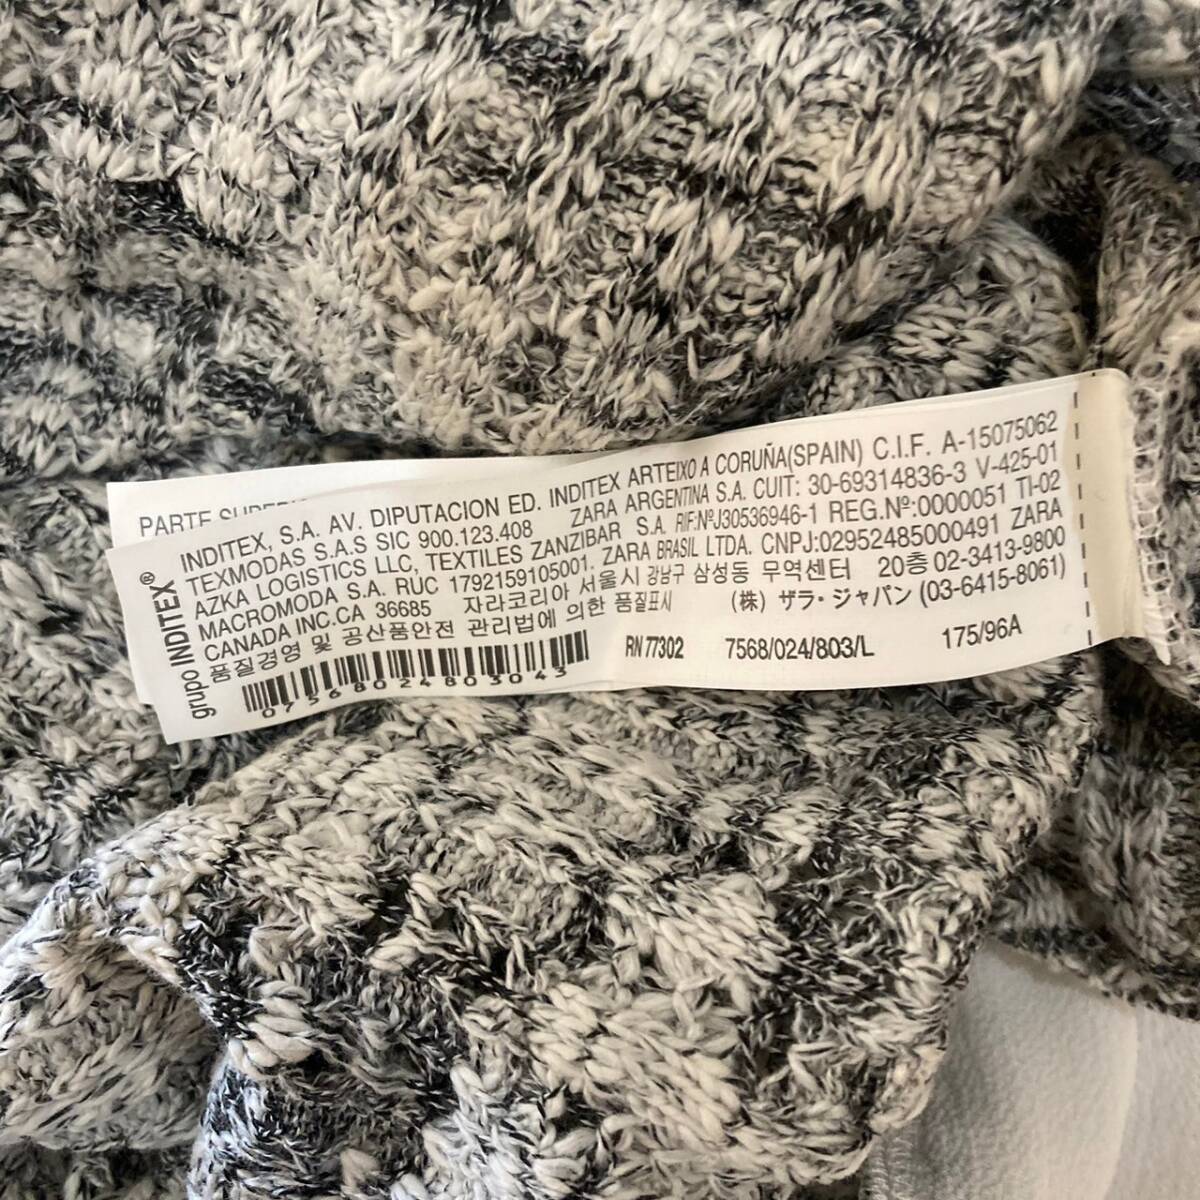 PARTE SUPERI
INDITEX, S.A. AV. DIPUTACION ED. INDITEX ARTEIXO A CORUÑA(SPAIN) C.I.F. A-15075062
TEXMODAS S.A.S SIC 900.123.408 ZARA ARGENTINA S.A. CUIT: 30-69314836-3 V-425-01
AZKA LOGISTICS LLC, TEXTILES ZANZIBAR S.A. RIF:NºJ30536946-1 REG.Nº:0000051 TI-02
MACROMODA S.A. RUC 1792159105001. ZARA BRASIL LTDA. CNPJ:02952485000491 ZARA
CANADA INC.CA 36685 자라코리아 서울시 강남구 삼성동 무역센터 20층 02-3413-9800
품질경영 및 공산품안전 관리법에 의한 품질표시 (株) ザラ・ジャパン (03-6415-8061)
grupo INDITEX®
RN 77302 7568/024/803/L 175/96A
07568024803043